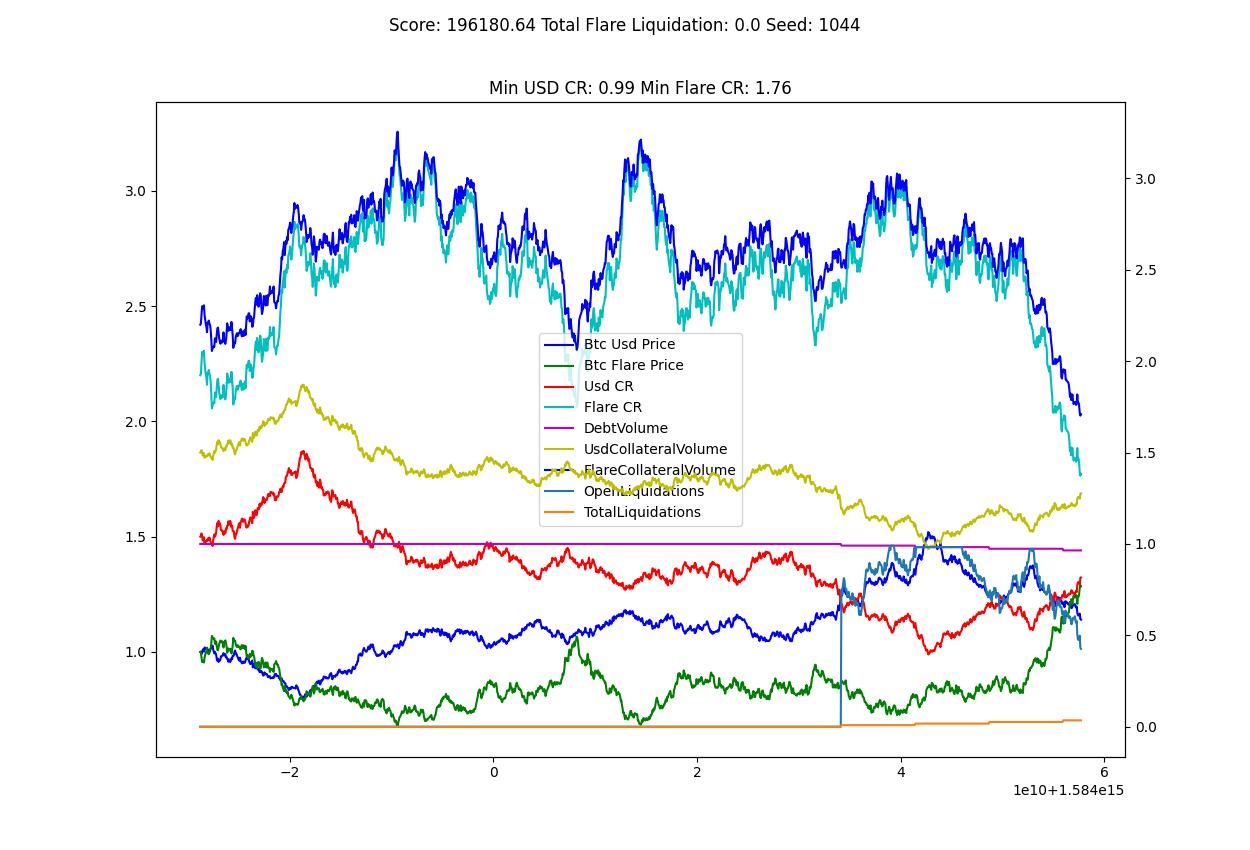 Score: 196180.64 Total Flare Liquidation: 0.0 Seed: 1044
Min USD CR: 0.99 Min Flare CR: 1.76
3.0
2.5
2.0
1.5
1.0
3.0
2.5
2.0
1.5
1.0
0.5
0.0
Btc Usd Price
Btc Flare Price
Usd CR
Flare CR
DebtVolume
UsdCollateralVolume
FlareCollateralVolume
OpenLiquidations
TotalLiquidations
−2 0 2 4 6
1e10+1.584e15